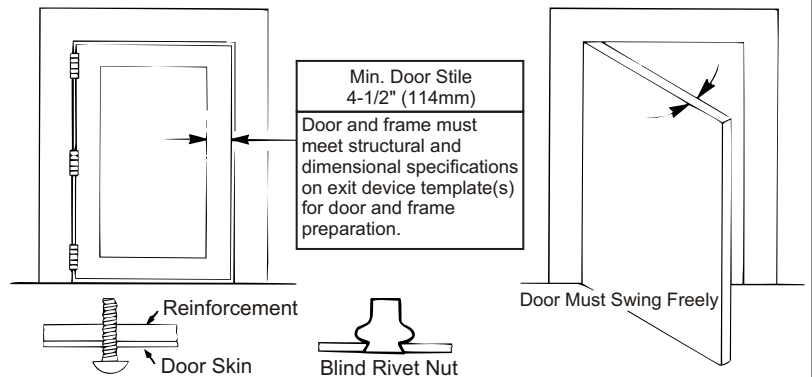 Min. Door Stile
4-1/2" (114mm)
Door and frame must
meet structural and
dimensional specifications
on exit device template(s)
for door and frame
preparation.
Door Must Swing Freely
Reinforcement
Door Skin
Blind Rivet Nut